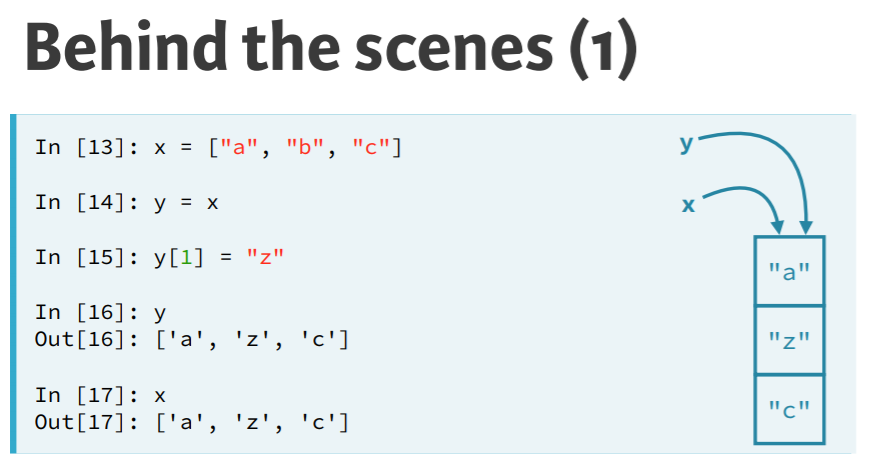 Behind the scenes (1)
In [13]: x = ["a", "b", "c"]
In [14]: y = x
In [15]: y[1] = "z"
In [16]: y
Out[16]: ['a', 'z', 'c']
In [17]: x
Out[17]: ['a', 'z', 'c']
y
x
"a"
"z"
"c"